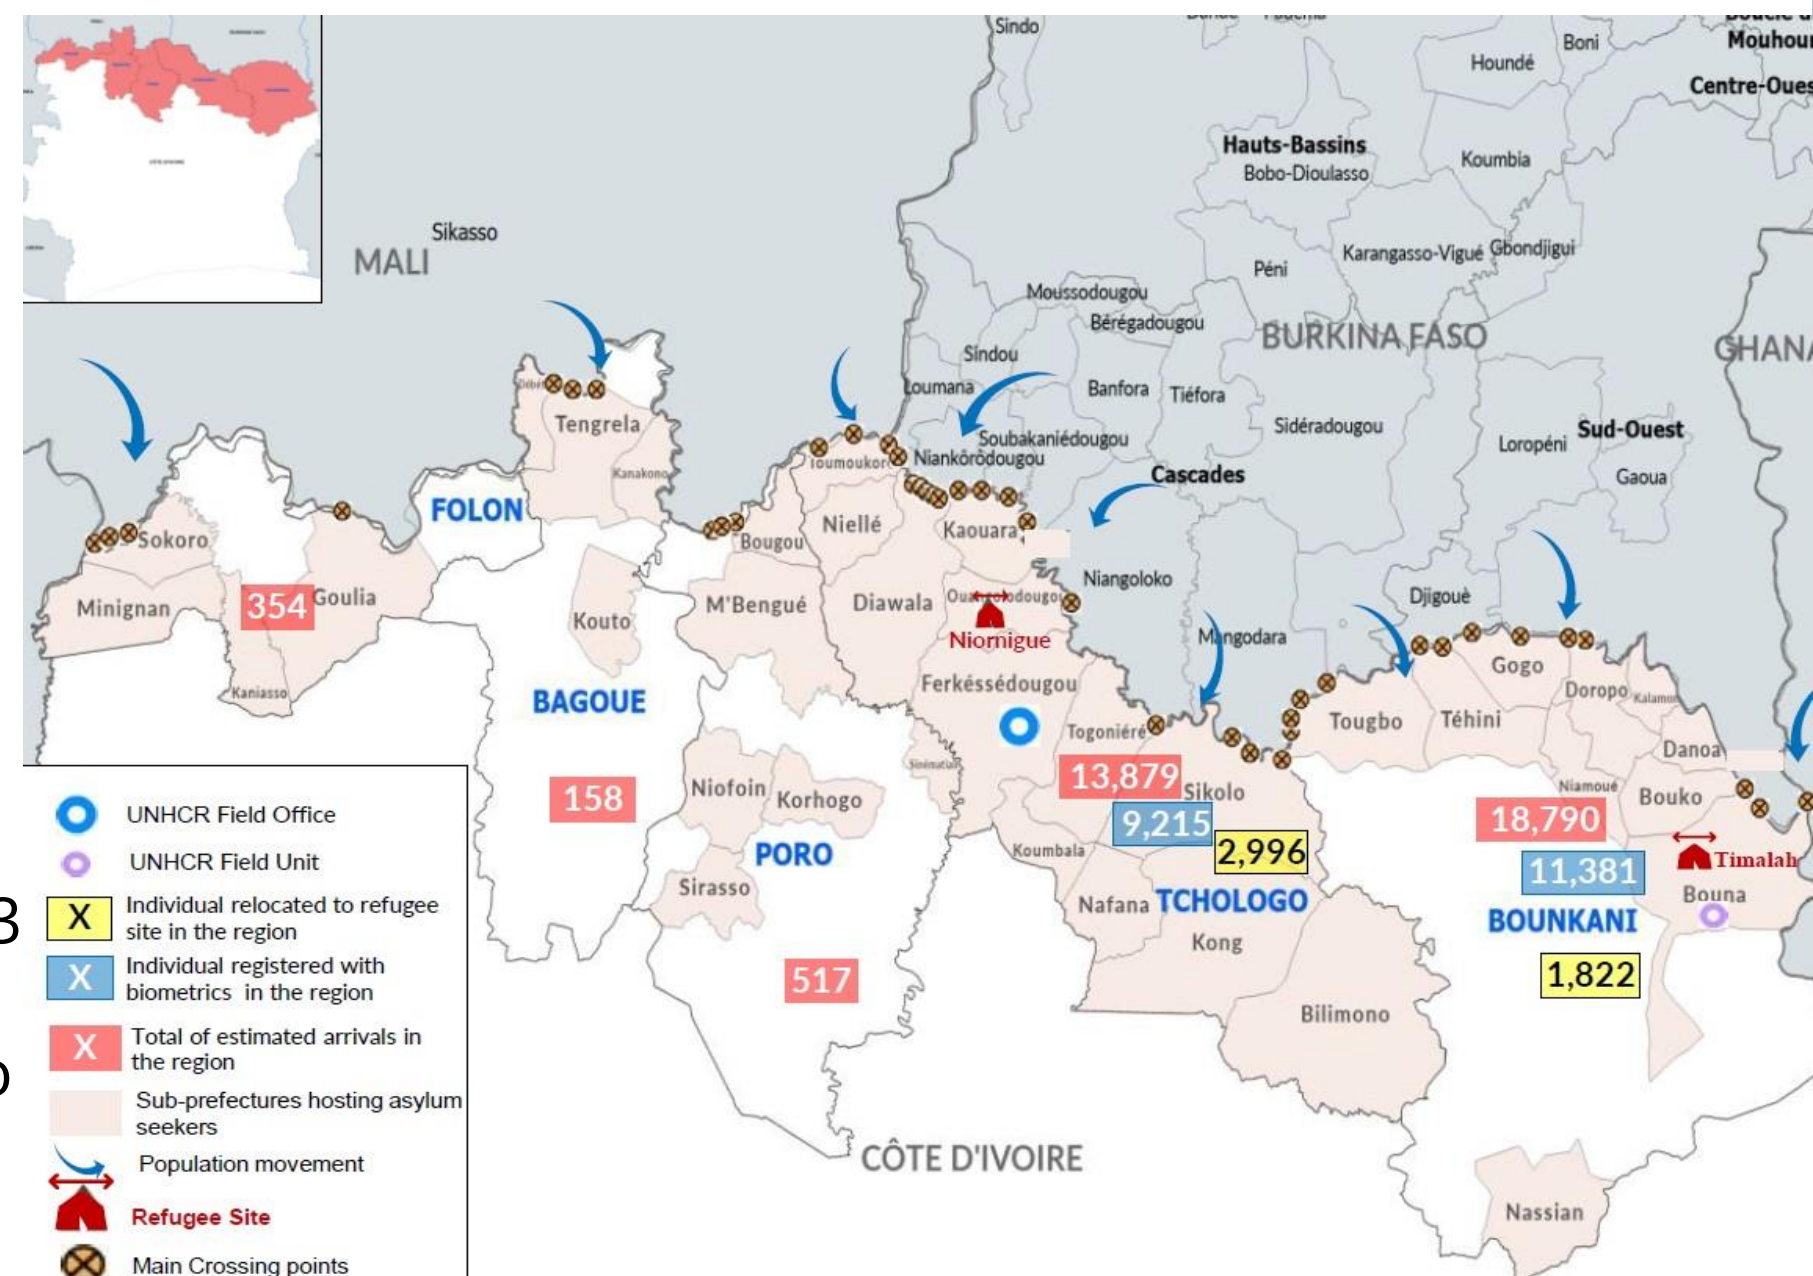 Sindo
Boni
Mouhour
Houndé
Centre-Oues
Hauts-Bassins
Bobo-Dioulasso
Koumbia
Sikasso
MALI
Karangasso-Vigué
Gbondjigui
Péni
Moussodougou
Bérégadougou
BURKINA FASO
GHANA
Sindou
Loumana
Banfora
Tiéfora
Tengrela
Sidéradougou
Sud-Ouest
Loropéni
Soubakaniédougou
Niankôrôdougou
Toumoukoro
Kanakono
Cascades
Gaoua
FOLON
Niellé
Kaouara
Sokoro
Bougou
Niangoloko
Djigouè
Minignan
354
Goulia
Kouto
M'Bengué
Diawala
Niornigue
Mangodara
Kaniasso
BAGOUE
Ferkéssédougou
Gogo
Doropo
Togoniéré
Tougbo
Téhini
Danoa
13,879
Sikolo
158
Niofoin
Korhogo
Niamoué
Bouko
9,215
2,996
18,790
PORO
Koumbala
Timalah
11,381
Sirasso
Nafana
TCHOLOGO
Bouna
BOUNKANI
Kong
517
1,822
Bilimono
CÔTE D'IVOIRE
Nassian
UNHCR Field Office
UNHCR Field Unit
X
Individual relocated to refugee
site in the region
X
Individual registered with
biometrics in the region
X
Total of estimated arrivals in
the region
Sub-prefectures hosting asylum
seekers
Population movement
Refugee Site
Main Crossing points